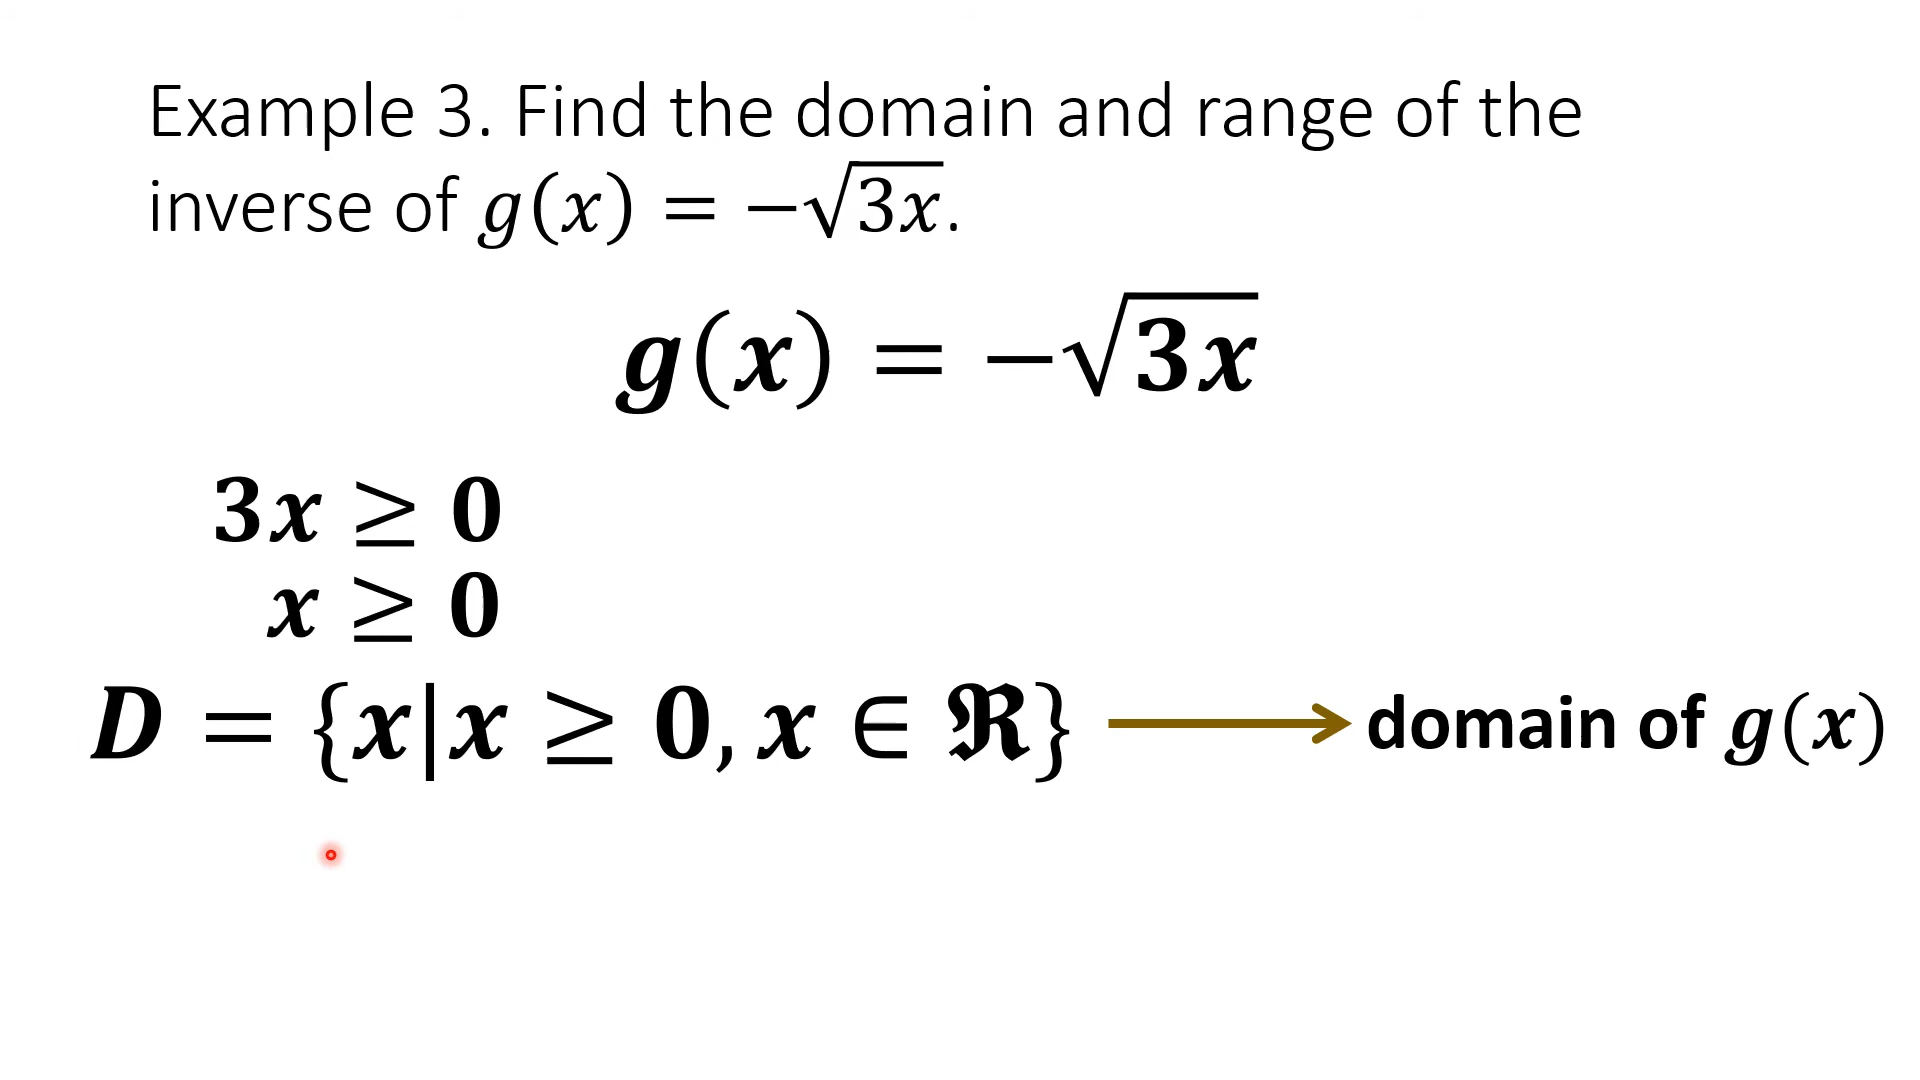 Example 3. Find the domain and range of the
inverse of g(x) = −√3x.
g(x) = −√3x
3x ≥ 0
x ≥ 0
D = {x|x ≥ 0, x ∈ ℜ} → domain of g(x)